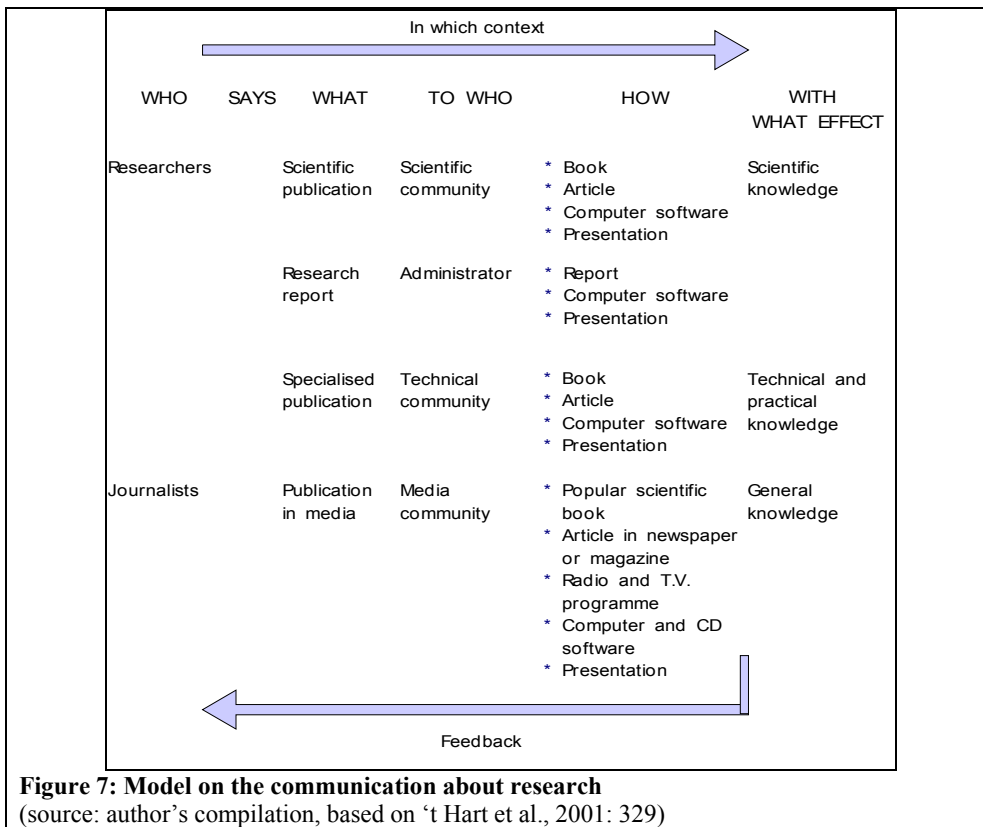 In which context
WHO SAYS WHAT TO WHO HOW WITH
WHAT EFFECT
Researchers Scientific Scientific * Book Scientific
publication community * Article knowledge
* Computer software
* Presentation
Research Administrator * Report
report * Computer software
* Presentation
Specialised Technical * Book Technical and
publication community * Article practical
* Computer software knowledge
* Presentation
Journalists Publication Media * Popular scientific General
in media community book knowledge
* Article in newspaper
or magazine
* Radio and T.V.
programme
* Computer and CD
software
* Presentation
Feedback
Figure 7: Model on the communication about research
(source: author’s compilation, based on ‘t Hart et al., 2001: 329)